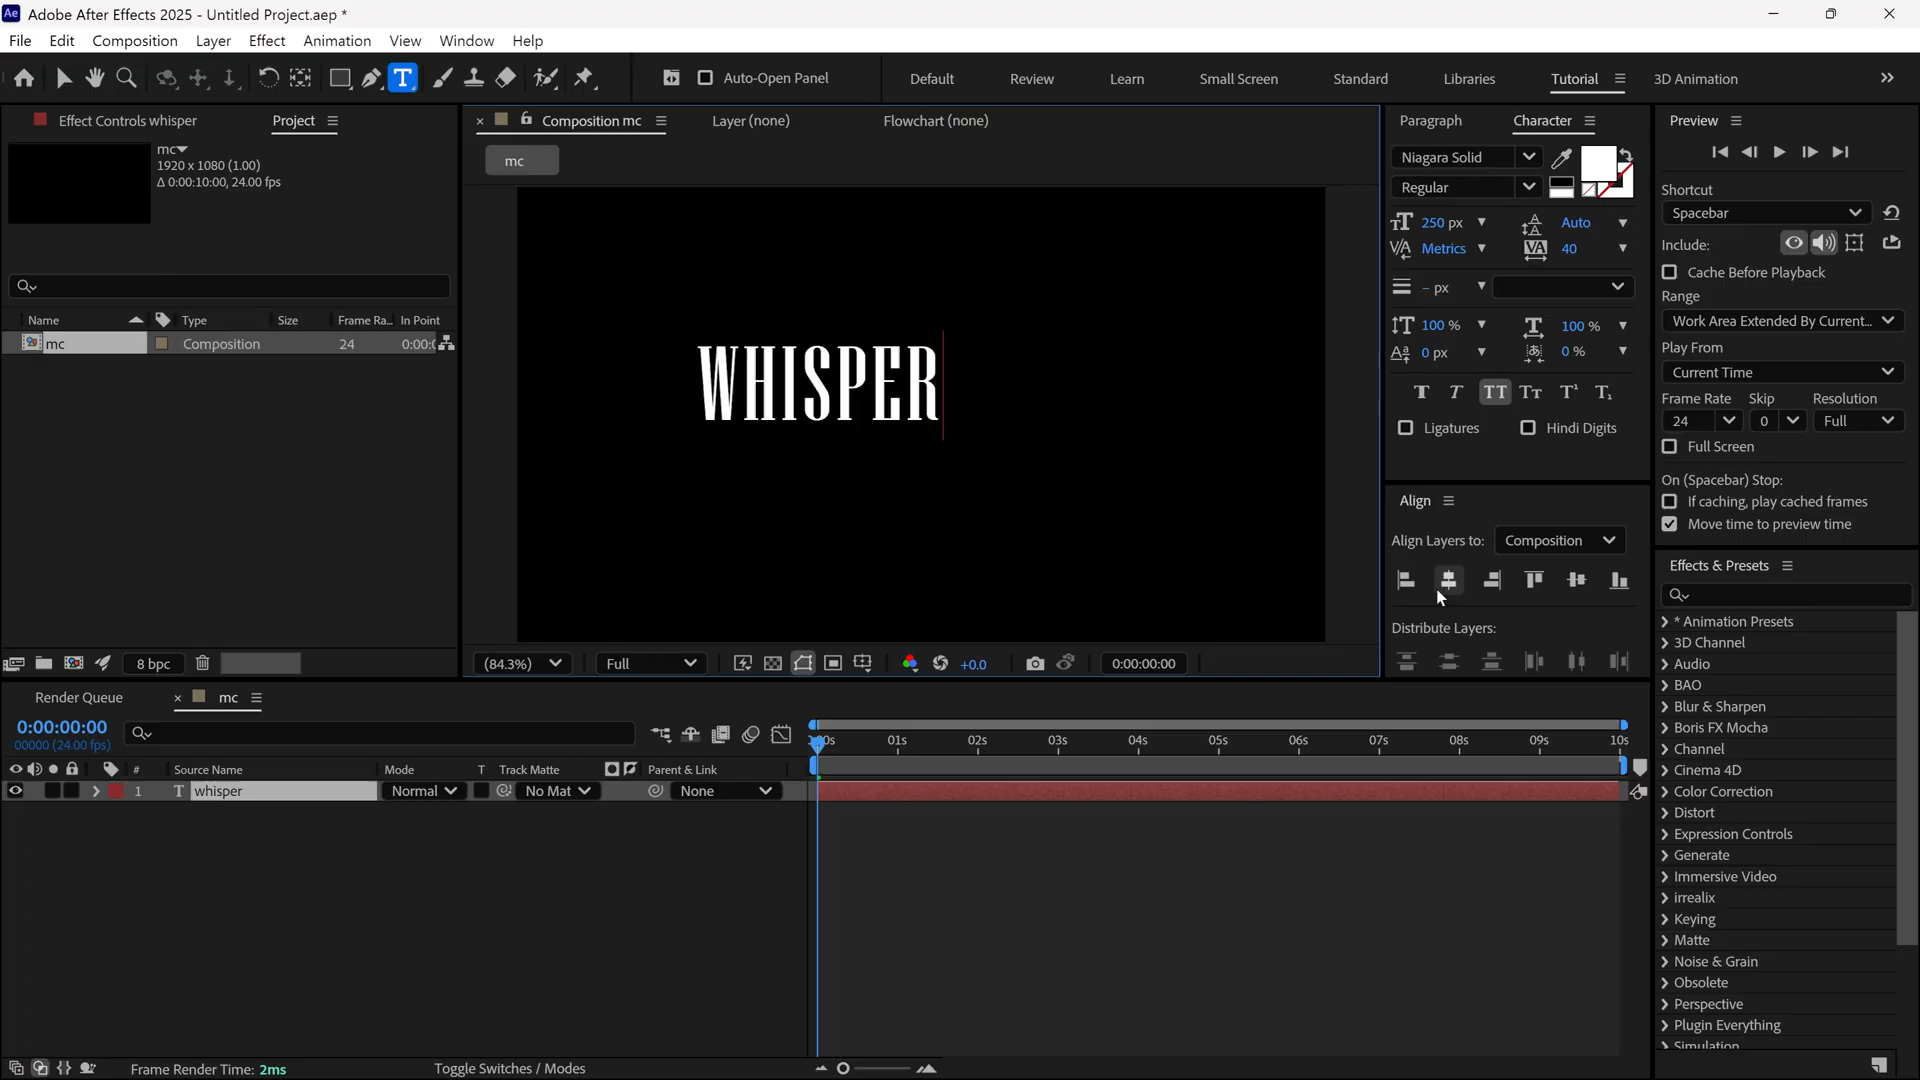 Adobe After Effects 2025 - Untitled Project.aep *
File Edit Composition Layer Effect Animation View Window Help
Auto-Open Panel Default Review Learn Small Screen Standard Libraries Tutorial 3D Animation
Effect Controls whisper Project
mc
1920 x 1080 (1.00)
Δ 0:00:10:00, 24.00 fps
Name Type Size Frame Ra... In Point
mc Composition 24 0:00:0
8 bpc
Composition mc Layer (none) Flowchart (none)
mc
WHISPER
(84.3%) Full +0.0 0:00:00:00
Paragraph Character
Niagara Solid
Regular
250 px Auto
Metrics 40
- px
100 % 100 %
0 px 0 %
Ligatures Hindi Digits
Align
Align Layers to: Composition
Distribute Layers:
Preview
Shortcut
Spacebar
Include:
Cache Before Playback
Range
Work Area Extended By Current...
Play From
Current Time
Frame Rate Skip Resolution
24 0 Full
Full Screen
On (Spacebar) Stop:
If caching, play cached frames
Move time to preview time
Effects & Presets
* Animation Presets
3D Channel
Audio
BAO
Blur & Sharpen
Boris FX Mocha
Channel
Cinema 4D
Color Correction
Distort
Expression Controls
Generate
Immersive Video
irrealix
Keying
Matte
Noise & Grain
Obsolete
Perspective
Plugin Everything
Simulation
Render Queue mc
0:00:00:00
00000 (24.00 fps)
01s 02s 03s 04s 05s 06s 07s 08s 09s 10s
# Source Name Mode T Track Matte Parent & Link
1 T whisper Normal No Mat None
Frame Render Time: 2ms Toggle Switches / Modes